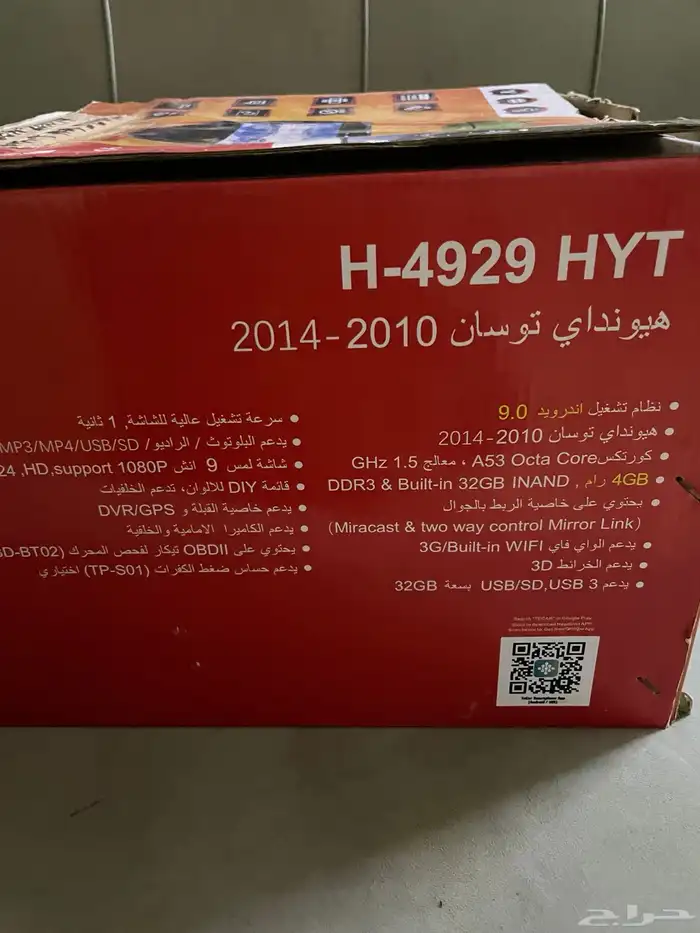 H-4929 HYT
هيونداي توسان 2010-2014
نظام تشغيل اندرويد 9.0
هيونداي توسان 2010-2014
كورتكس A53 Octa Core ، معالج 1.5 GHz
4GB رام , DDR3 & Built-in 32GB INAND
يحتوي على خاصية الربط بالجوال
(Miracast & two way control Mirror Link)
يدعم الواي فاي 3G/Built-in WIFI
يدعم الخرائط 3D
يدعم USB/SD,USB 3 بسعة 32GB
سرعة تشغيل عالية للشاشة, 1 ثانية
يدعم البلوتوث / الراديو/ MP3/MP4/USB/SD
شاشة لمس 9 انش 24 ,HD,support 1080P
قائمة DIY للالوان, تدعم الخلفيات
يدعم خاصية القبلة و DVR/GPS
يدعم الكاميرا الامامية والخلفية
يحتوي على OBDII تيكار لفحص المحرك (D-BT02
يدعم حساس ضغط الكفرات (TP-S01) اختياري
حراج